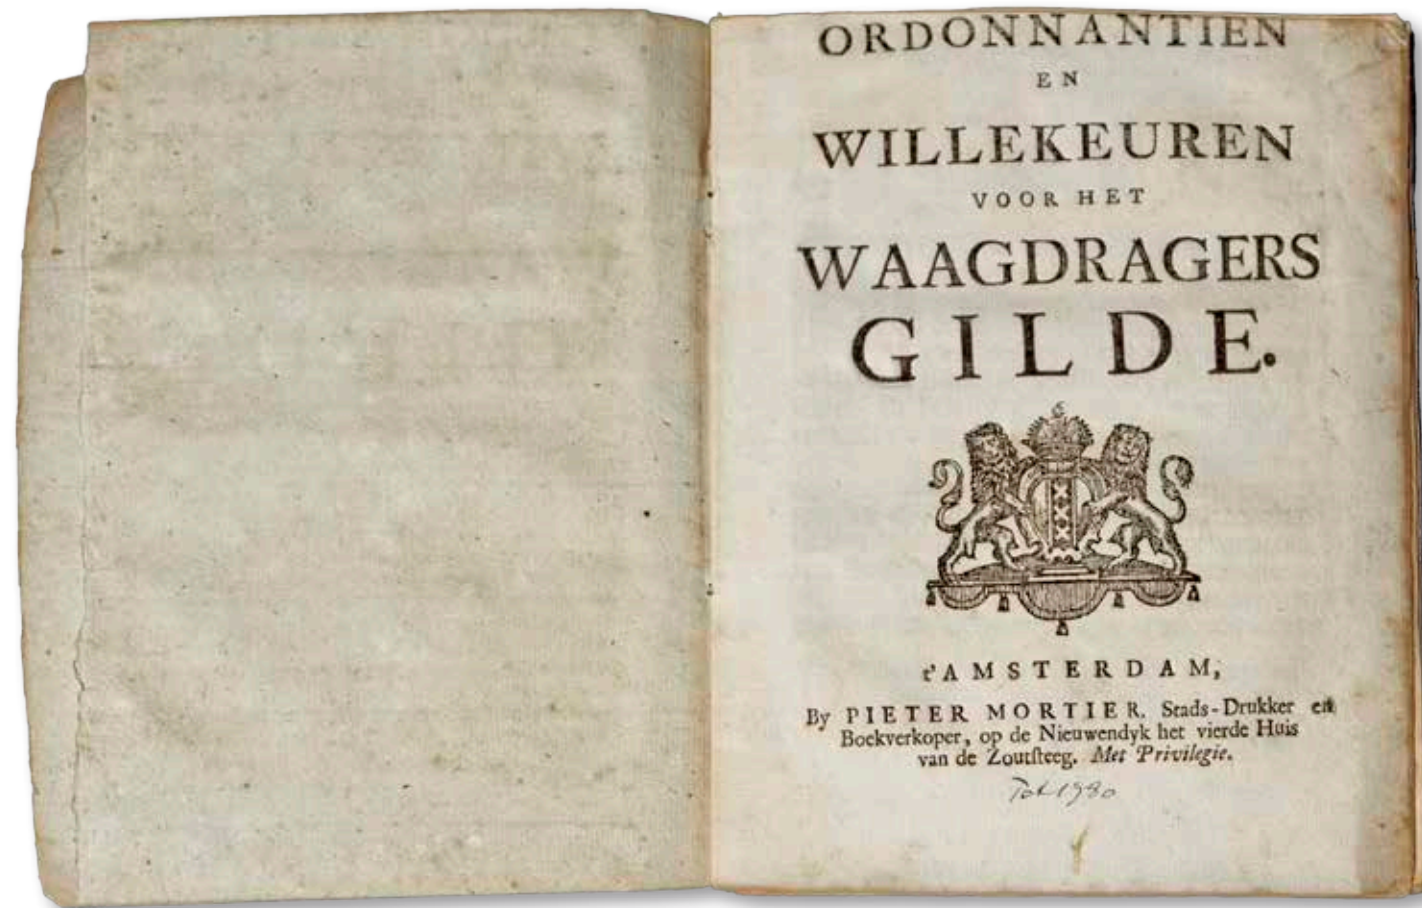 ORDONNANTIEN
EN
WILLEKEUREN
VOOR HET
WAAGDRAGERS
GILDE.
t'AMSTERDAM,
By PIETER MORTIER, Stads-Drukker en
Boekverkoper, op de Nieuwendyk het vierde Huis
van de Zoutsteeg. Met Privilegie.
Tot